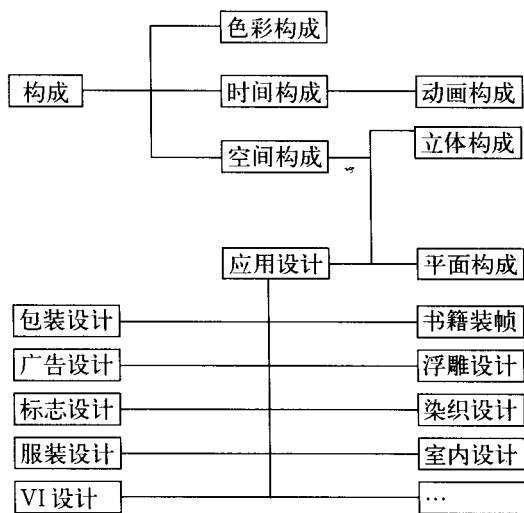 色彩构成
构成
时间构成
动画构成
空间构成
立体构成
应用设计
平面构成
包装设计
书籍装帧
广告设计
浮雕设计
标志设计
染织设计
服装设计
室内设计
VI 设计
…